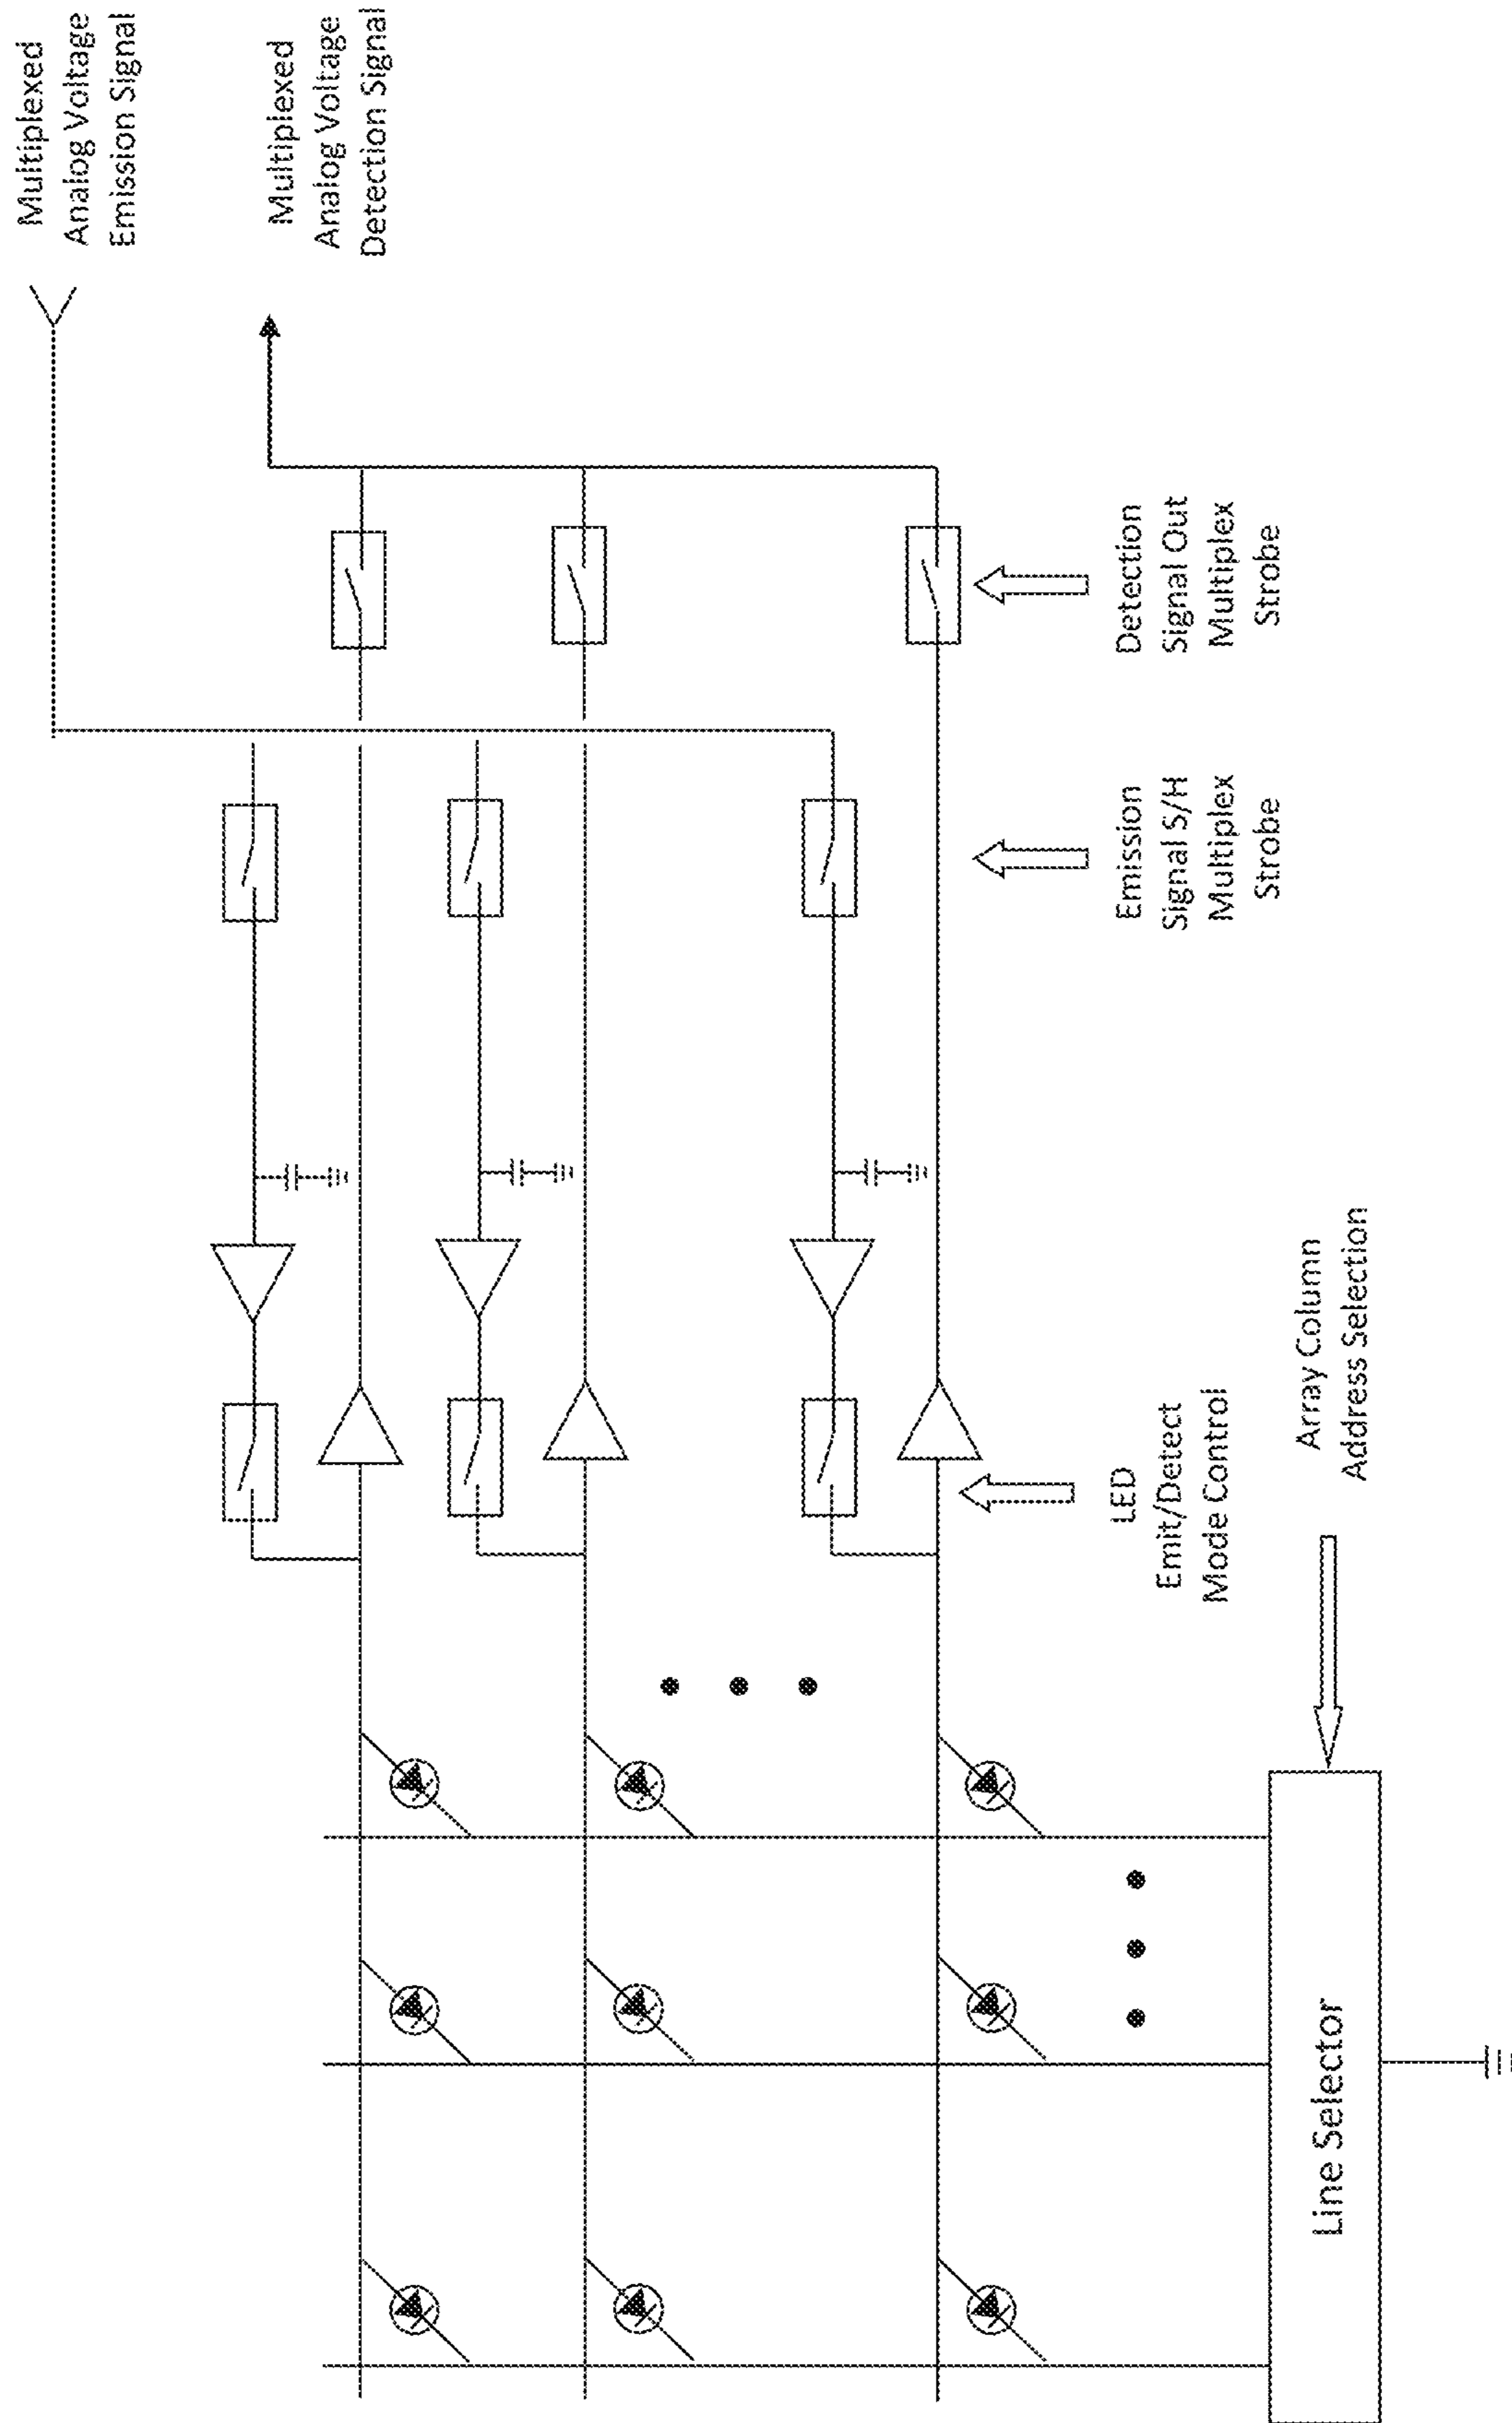 Multiplexed
Analog Voltage
Emission Signal
Multiplexed
Analog Voltage
Detection Signal
Detection
Signal Out
Multiplex
Strobe
Emission
Signal S/H
Multiplex
Strobe
LED
Emit/Detect
Mode Control
Array Column
Address Selection
Line Selector